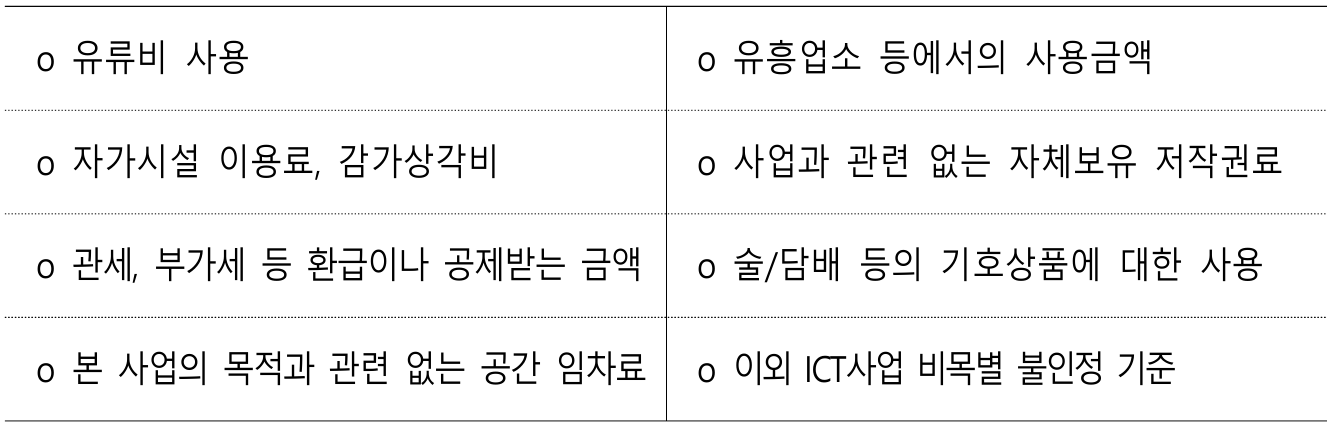 o 유류비 사용
o 유흥업소 등에서의 사용금액
o 자가시설 이용료, 감가상각비
o 사업과 관련 없는 자체보유 저작권료
o 관세, 부가세 등 환급이나 공제받는 금액
o 술/담배 등의 기호상품에 대한 사용
o 본 사업의 목적과 관련 없는 공간 임차료
o 이외 ICT사업 비목별 불인정 기준